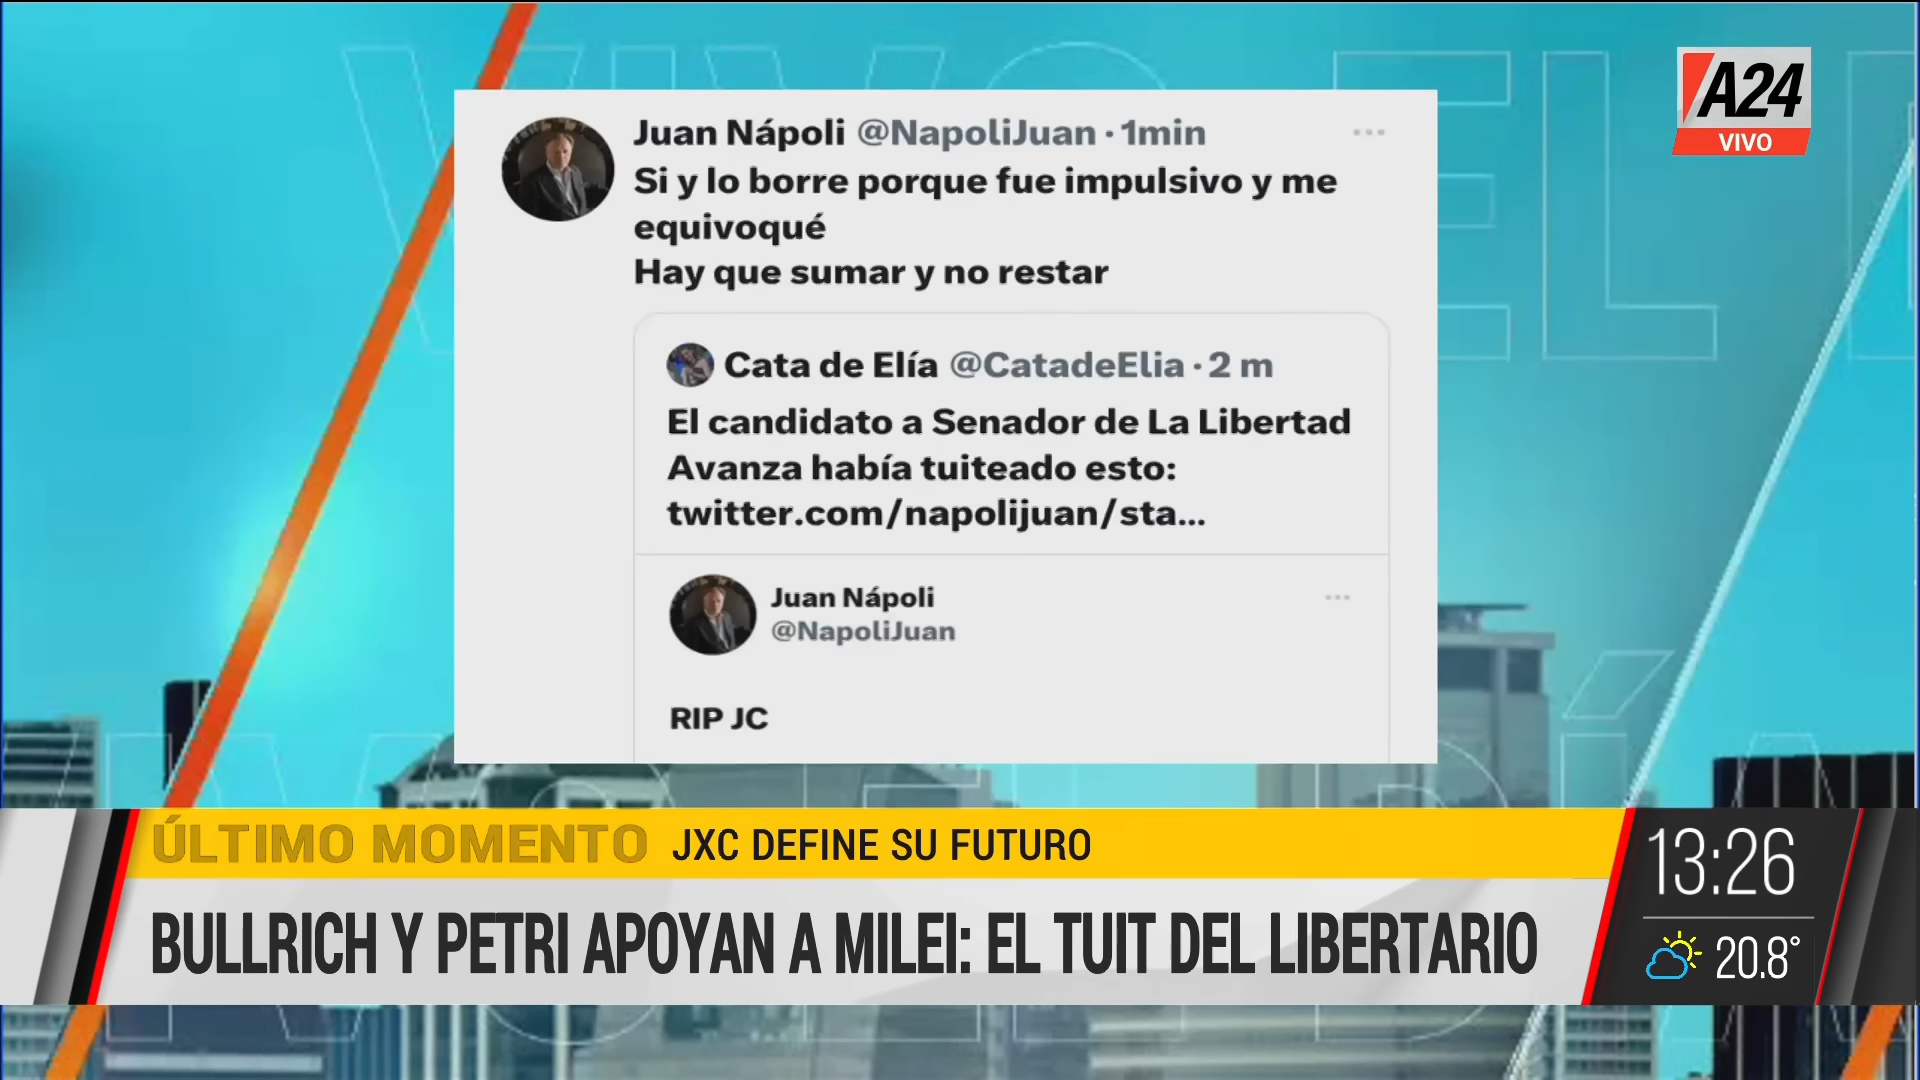 A24
VIVO
Juan Nápoli @NapoliJuan · 1min
Si y lo borre porque fue impulsivo y me
equivoqué
Hay que sumar y no restar
Cata de Elía @CatadeElia · 2 m
El candidato a Senador de La Libertad
Avanza había tuiteado esto:
twitter.com/napolijuan/sta...
Juan Nápoli
@NapoliJuan
RIP JC
ÚLTIMO MOMENTO JXC DEFINE SU FUTURO
BULLRICH Y PETRI APOYAN A MILEI: EL TUIT DEL LIBERTARIO
13:26
20.8°